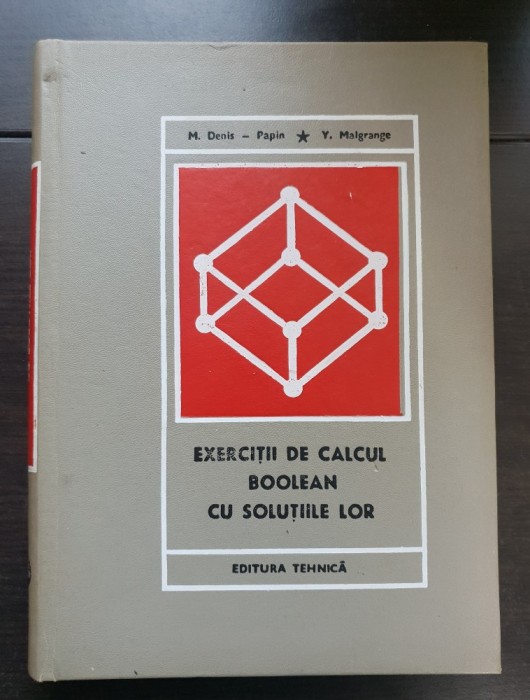 M. Denis – Papin ★ Y. Malgrange
EXERCIȚII DE CALCUL
BOOLEAN
CU SOLUȚIILE LOR
EDITURA TEHNICĂ